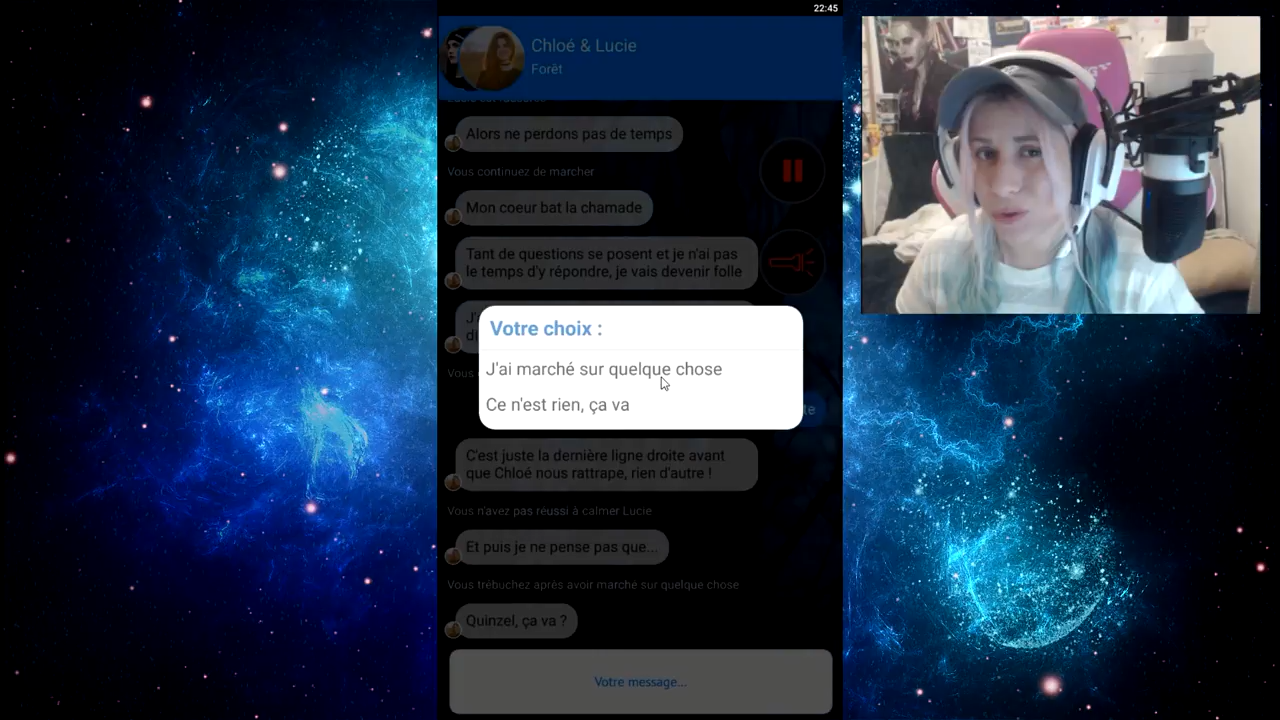 22:45
Chloé & Lucie
Forêt
Alors ne perdons pas de temps
Vous continuez de marcher
Mon coeur bat la chamade
Tant de questions se posent et je n'ai pas
le temps d'y répondre, je vais devenir folle
J'
di
Votre choix :
J'ai marché sur quelque chose
Ce n'est rien, ça va
Vous
te
C'est juste la dernière ligne droite avant
que Chloé nous rattrape, rien d'autre !
Vous n'avez pas réussi à calmer Lucie
Et puis je ne pense pas que...
Vous trébuchez après avoir marché sur quelque chose
Quinzel, ça va ?
Votre message...